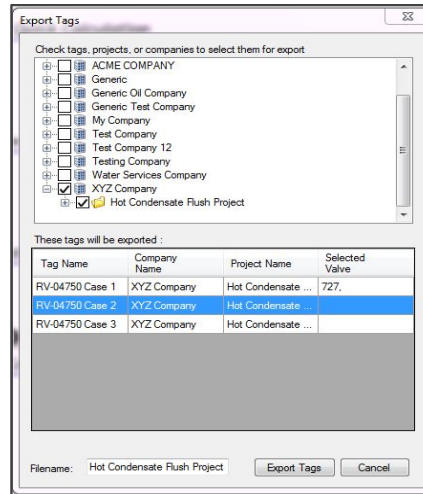 Export Tags
Check tags, projects, or companies to select them for export
ACME COMPANY
Generic
Generic Oil Company
Generic Test Company
My Company
Test Company
Test Company 12
Testing Company
Water Services Company
XYZ Company
Hot Condensate Flush Project
These tags will be exported :
Tag Name Company Name Project Name Selected Valve
RV-04750 Case 1 XYZ Company Hot Condensate ... 727,
RV-04750 Case 2 XYZ Company Hot Condensate ...
RV-04750 Case 3 XYZ Company Hot Condensate ...
Filename: Hot Condensate Flush Project Export Tags Cancel